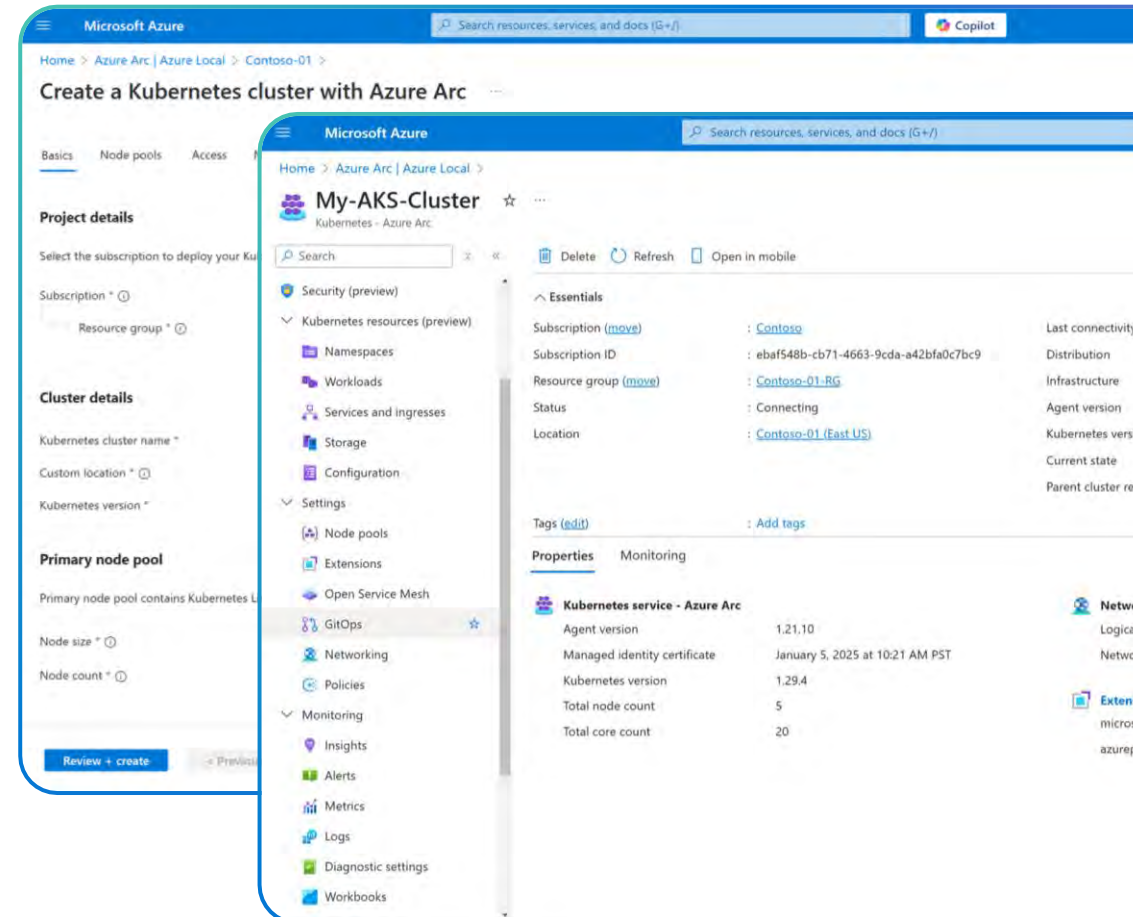 Microsoft Azure
Search resources, services, and docs (G+/)
Copilot
Home > Azure Arc | Azure Local > Contoso-01 >
Create a Kubernetes cluster with Azure Arc ...
Basics Node pools Access
Project details
Select the subscription to deploy your
Subscription *
Resource group *
Cluster details
Kubernetes cluster name *
Custom location *
Kubernetes version *
Primary node pool
Primary node pool contains Kubernetes
Node size *
Node count *
Review + create
Microsoft Azure
Search resources, services, and docs (G+/)
Home > Azure Arc | Azure Local >
My-AKS-Cluster ...
Kubernetes - Azure Arc
Search
Security (preview)
Kubernetes resources (preview)
Namespaces
Workloads
Services and ingresses
Storage
Configuration
Settings
Node pools
Extensions
Open Service Mesh
GitOps
Networking
Policies
Monitoring
Insights
Alerts
Metrics
Logs
Diagnostic settings
Workbooks
Delete Refresh Open in mobile
Essentials
Subscription (move) : Contoso
Subscription ID : ebaf548b-cb71-4663-9cda-a42bfa0c7bc9
Resource group (move) : Contoso-01-RG
Status : Connecting
Location : Contoso-01 (East US)
Last connectivity
Distribution
Infrastructure
Agent version
Kubernetes vers
Current state
Parent cluster re
Tags (edit) : Add tags
Properties Monitoring
Kubernetes service - Azure Arc
Agent version 1.21.10
Managed identity certificate January 5, 2025 at 10:21 AM PST
Kubernetes version 1.29.4
Total node count 5
Total core count 20
Netwo
Logica
Netwo
Exten
micros
azurep